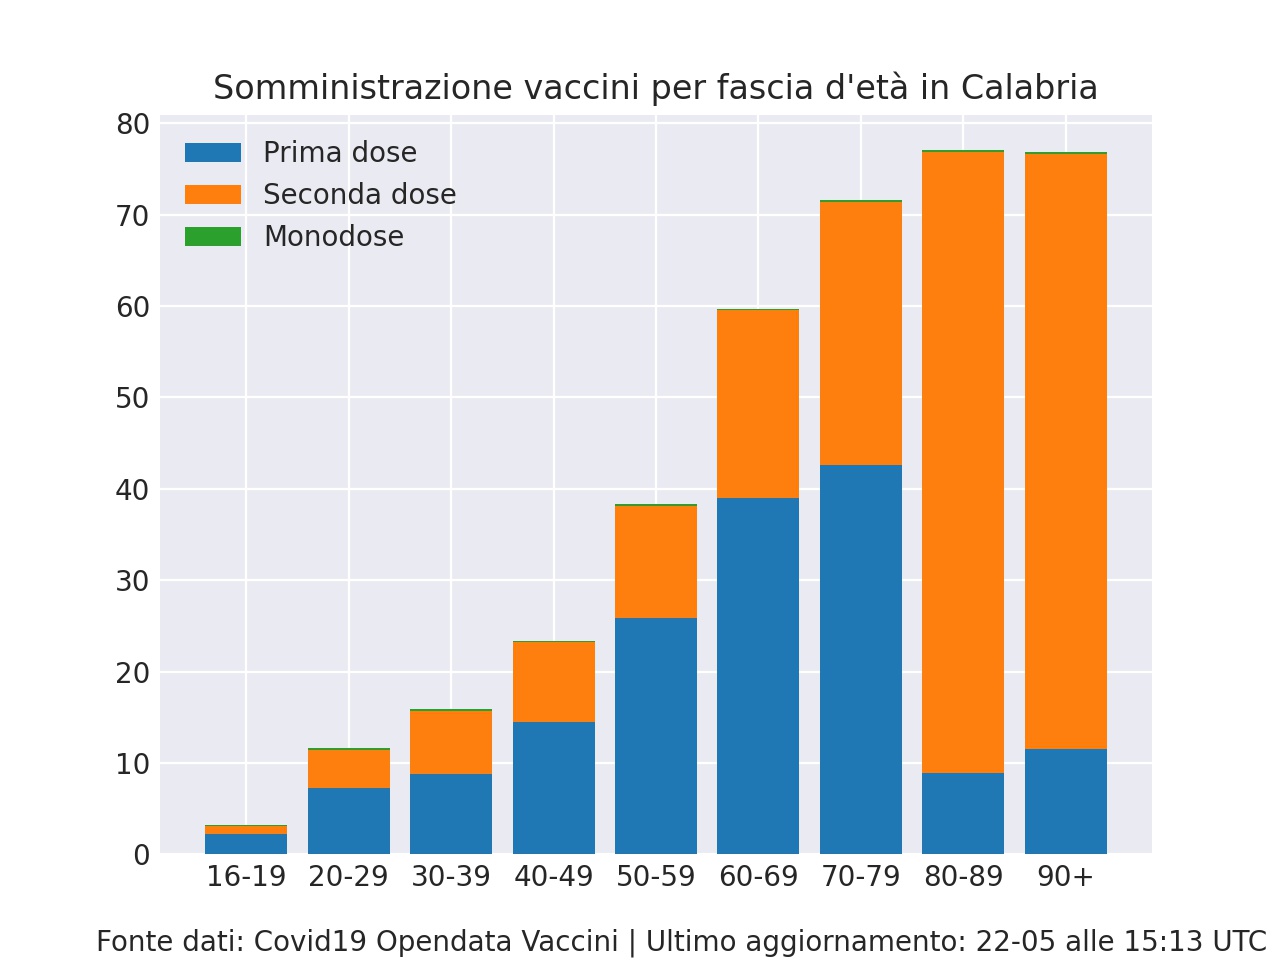 Somministrazione vaccini per fascia d'età in Calabria
80
70
60
50
40
30
20
10
0
Prima dose
Seconda dose
Monodose
16-19 20-29 30-39 40-49 50-59 60-69 70-79 80-89 90+
Fonte dati: Covid19 Opendata Vaccini | Ultimo aggiornamento: 22-05 alle 15:13 UTC